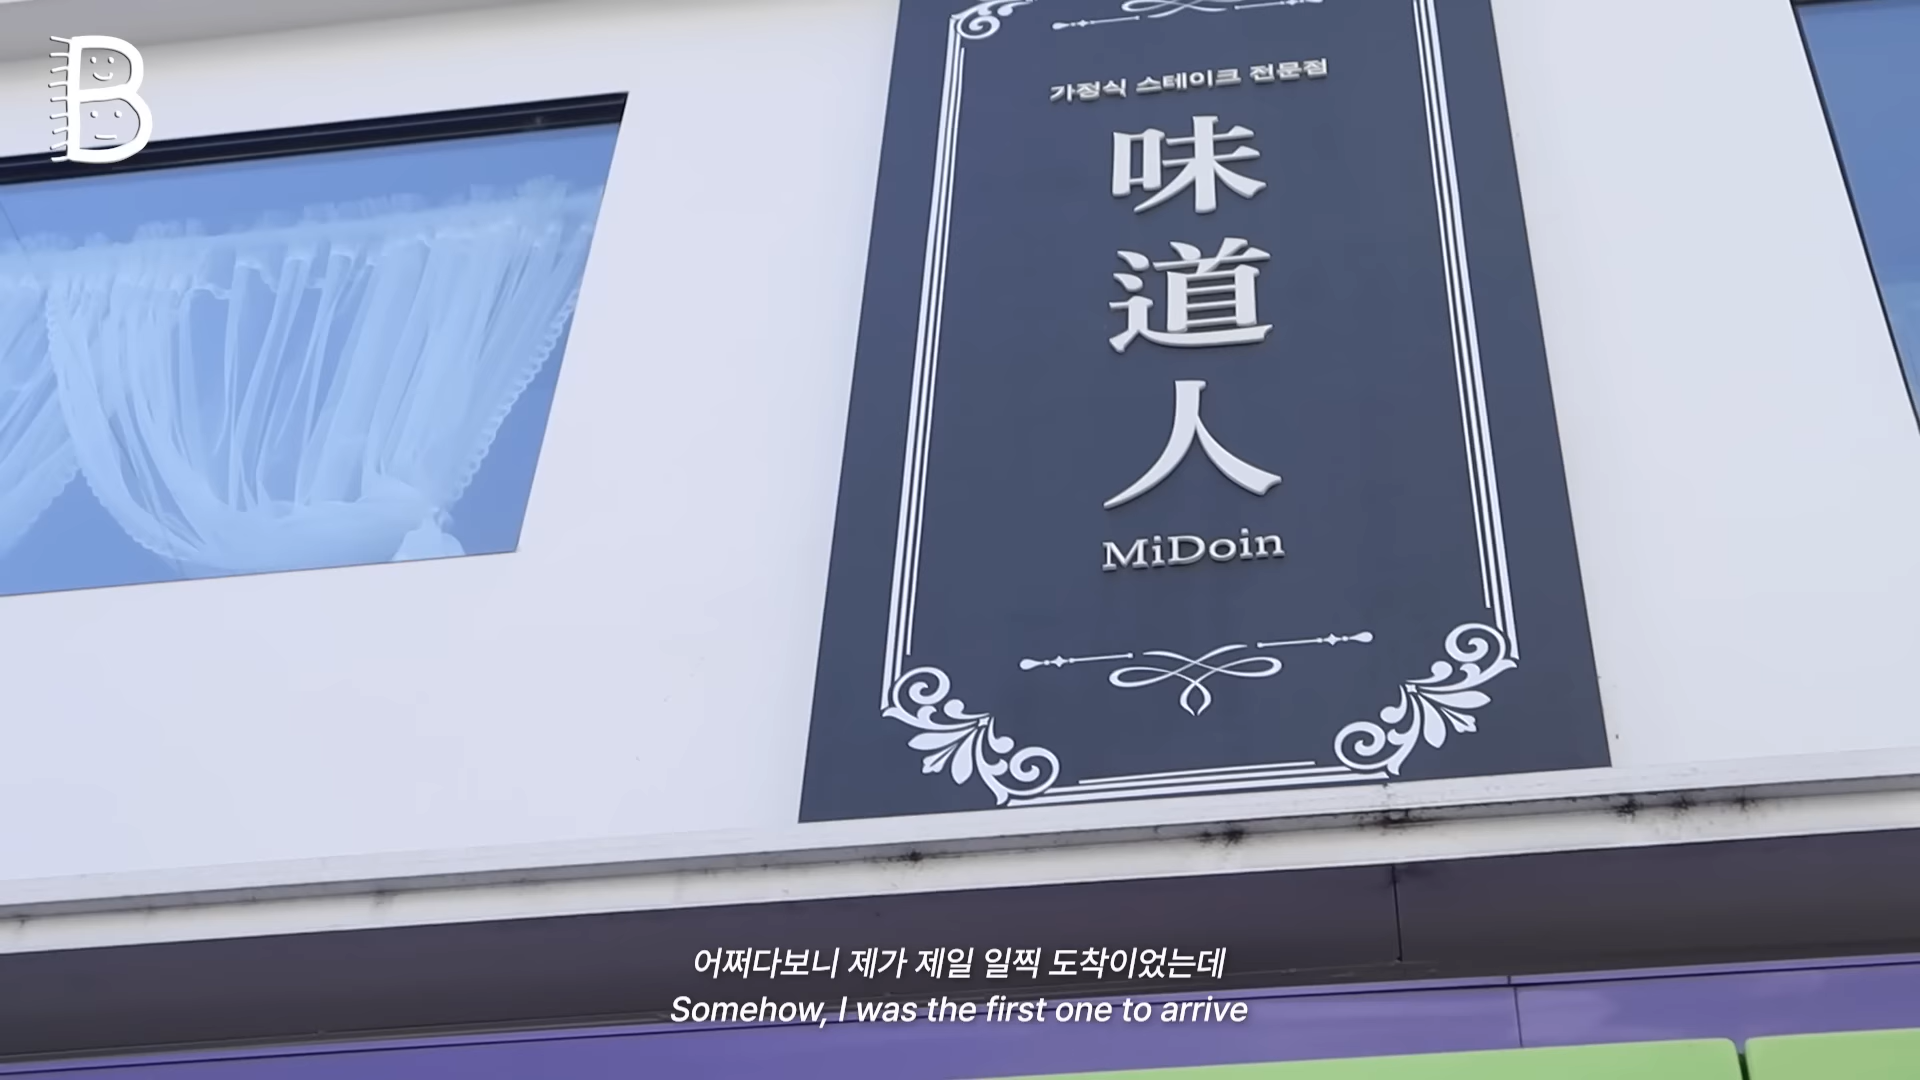 B
가정식 스테이크 전문점
味
道
人
MiDoin
어쩌다보니 제가 제일 일찍 도착이었는데
Somehow, I was the first one to arrive